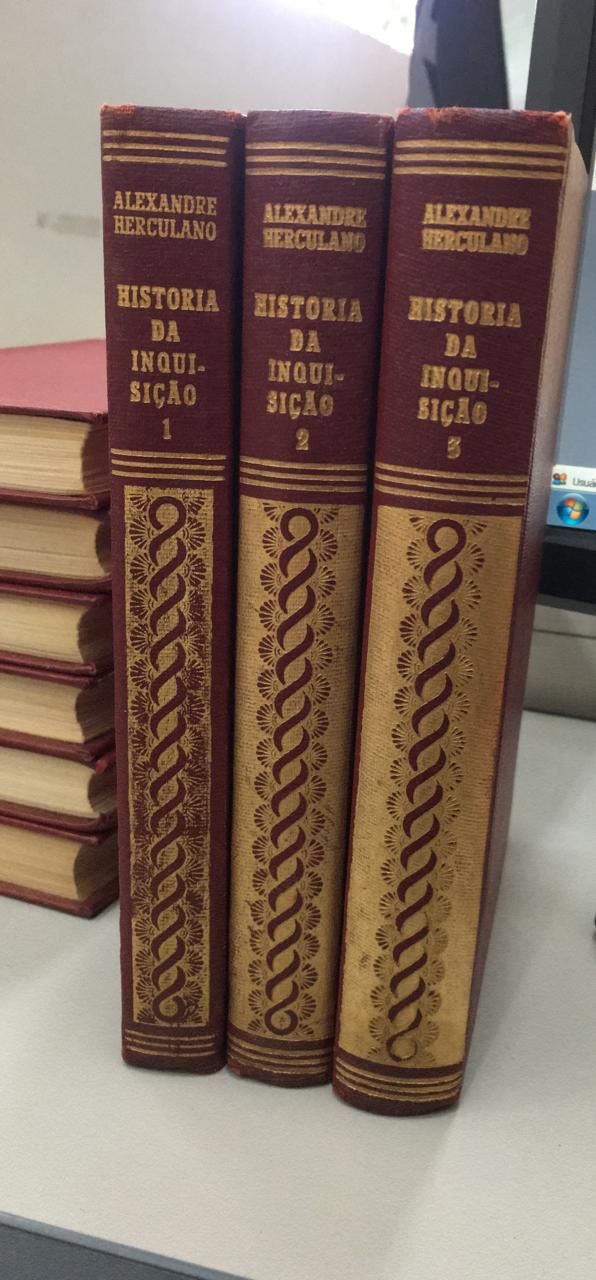 ALEXANDRE
HERCULANO
HISTORIA
DA
INQUI-
SIÇÃO
1
ALEXANDRE
HERCULANO
HISTORIA
DA
INQUI-
SIÇÃO
2
ALEXANDRE
HERCULANO
HISTORIA
DA
INQUI-
SIÇÃO
3